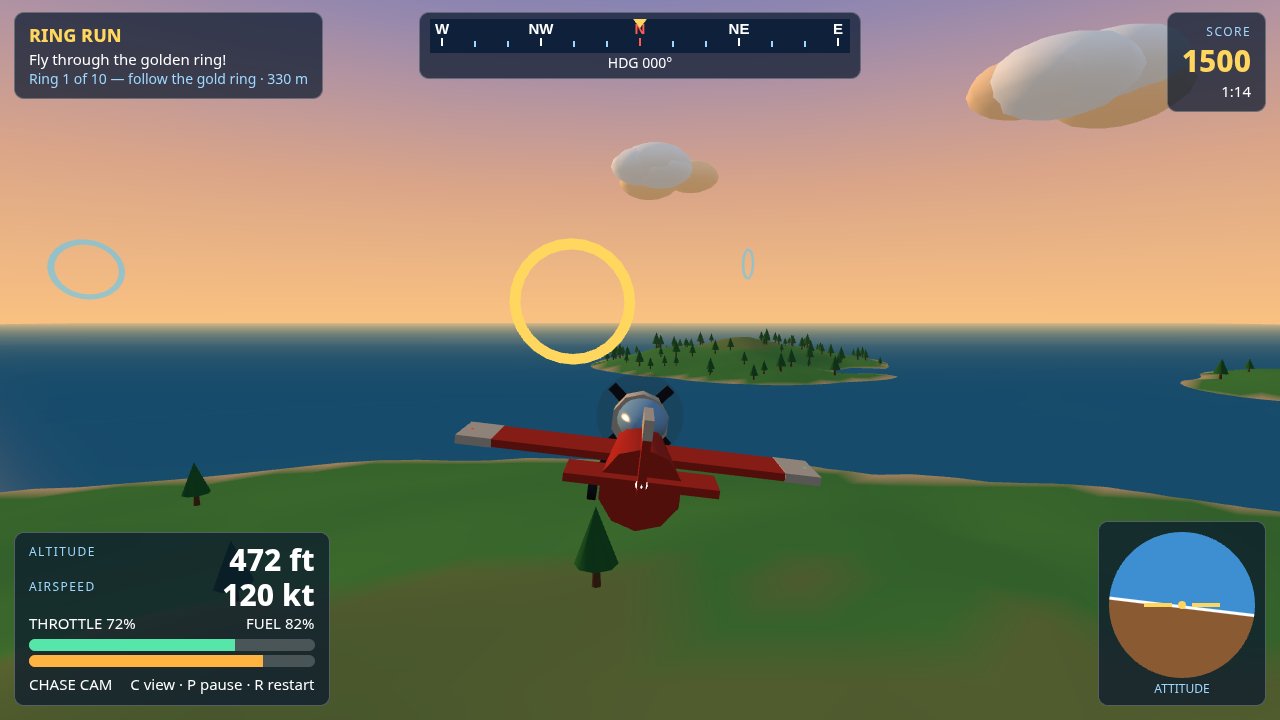 RING RUN
Fly through the golden ring!
Ring 1 of 10 — follow the gold ring · 330 m
W NW N NE E
HDG 000°
SCORE
1500
1:14
ALTITUDE 472 ft
AIRSPEED 120 kt
THROTTLE 72% FUEL 82%
CHASE CAM C view · P pause · R restart
ATTITUDE